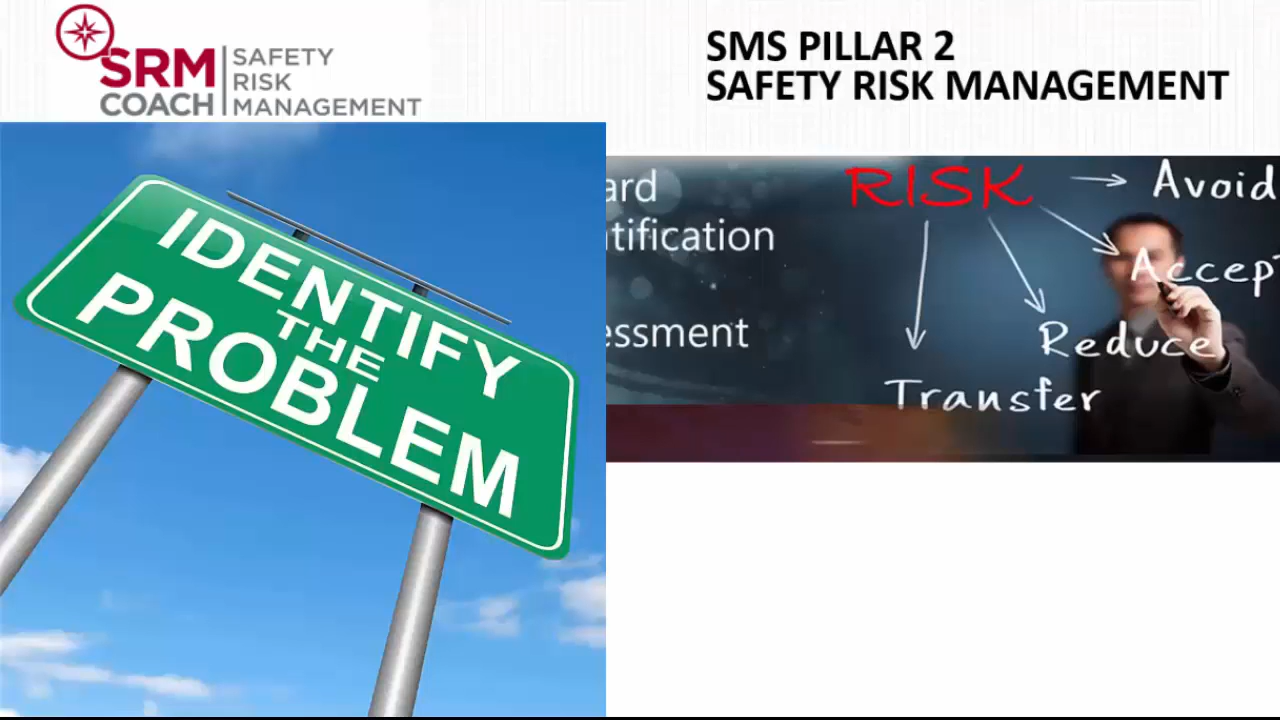 SRM
COACH
SAFETY
RISK
MANAGEMENT
SMS PILLAR 2
SAFETY RISK MANAGEMENT
IDENTIFY
THE
PROBLEM
ard
tification
essment
RISK
Avoid
Accept
Reduce
Transfer